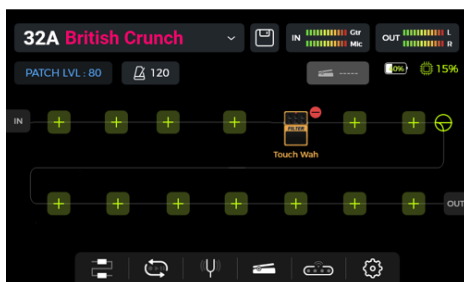 32A British Crunch
IN Gtr Mic
OUT L R
PATCH LVL : 80
120
-----
0%
15%
IN
FILTER
Touch Wah
OUT